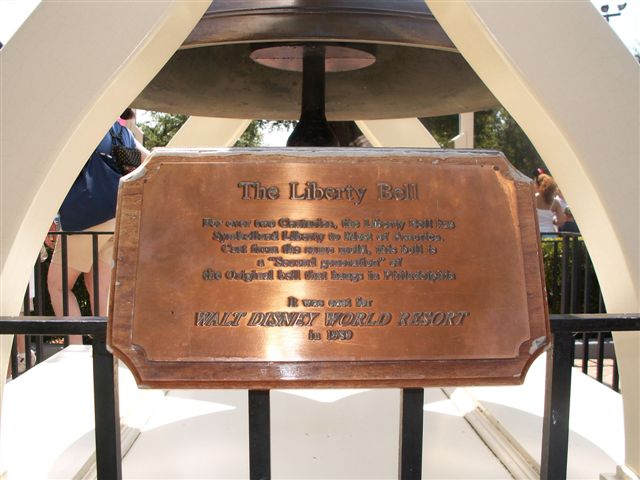 The Liberty Bell
For over two Centuries, the Liberty Bell has
Symbolized Liberty to Most of America.
Cast from the same mold, this bell is
a "Second generation" of
the Original bell that hangs in Philadelphia
It was cast for
WALT DISNEY WORLD RESORT
in 1989